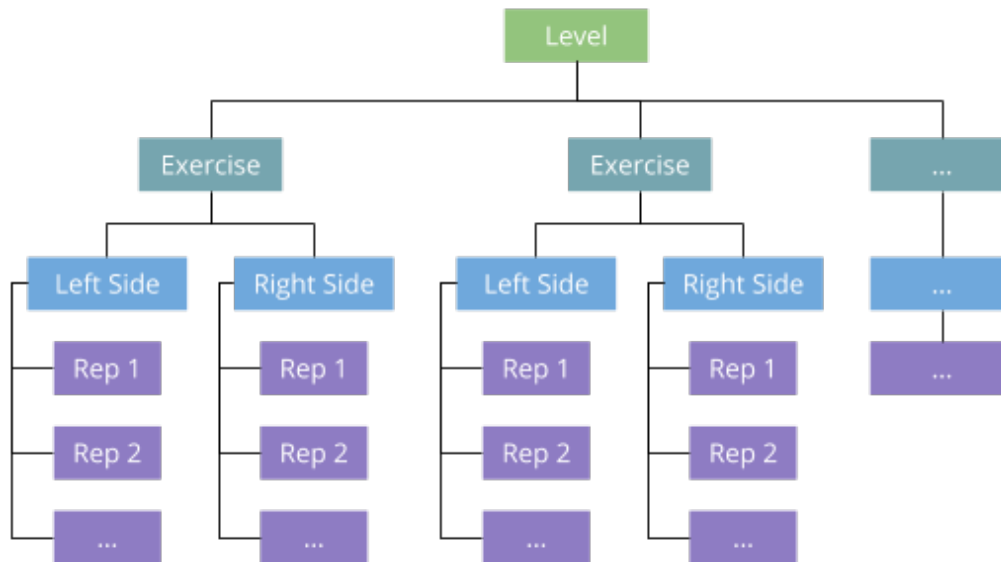 Level
Exercise
Exercise
...
Left Side
Right Side
Left Side
Right Side
...
Rep 1
Rep 1
Rep 1
Rep 1
...
Rep 2
Rep 2
Rep 2
Rep 2
...
...
...
...